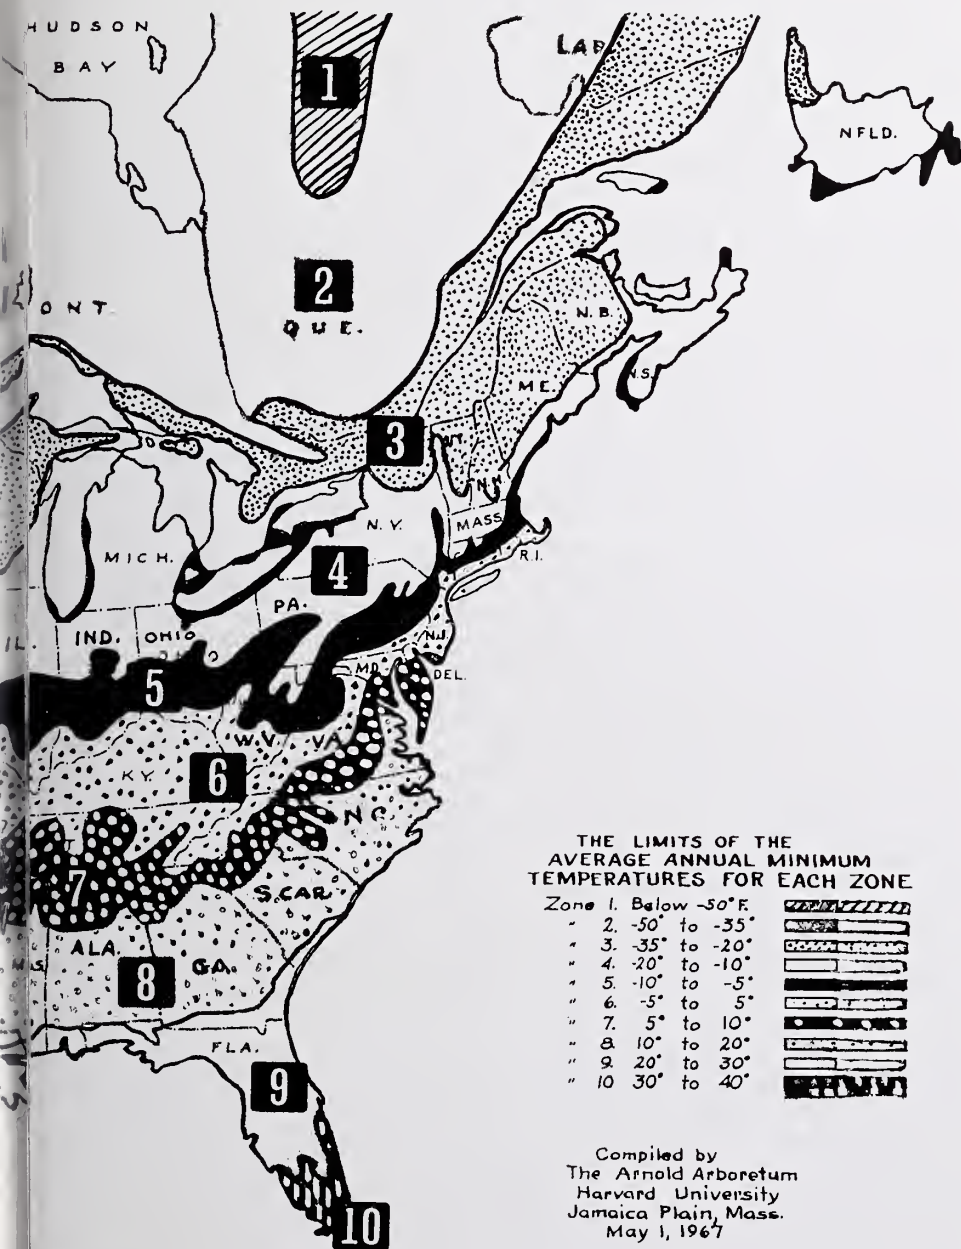 HUDSON
BAY
1
LAB
NFLD.
2
QUE.
ONT.
N.B.
ME.
N.S.
3
VT.
N.H.
N.Y.
MASS.
R.I.
MICH.
4
PA.
IND.
OHIO
IL.
N.J.
MD.
DEL.
5
W.V.
VA.
KY.
6
N.C.
7
S.CAR.
ALA.
GA.
8
FLA.
9
10
THE LIMITS OF THE
AVERAGE ANNUAL MINIMUM
TEMPERATURES FOR EACH ZONE
Zone 1. Below -50°F.
" 2. -50° to -35°
" 3. -35° to -20°
" 4. -20° to -10°
" 5. -10° to -5°
" 6. -5° to 5°
" 7. 5° to 10°
" 8. 10° to 20°
" 9. 20° to 30°
" 10 30° to 40°
Compiled by
The Arnold Arboretum
Harvard University
Jamaica Plain, Mass.
May 1, 1967